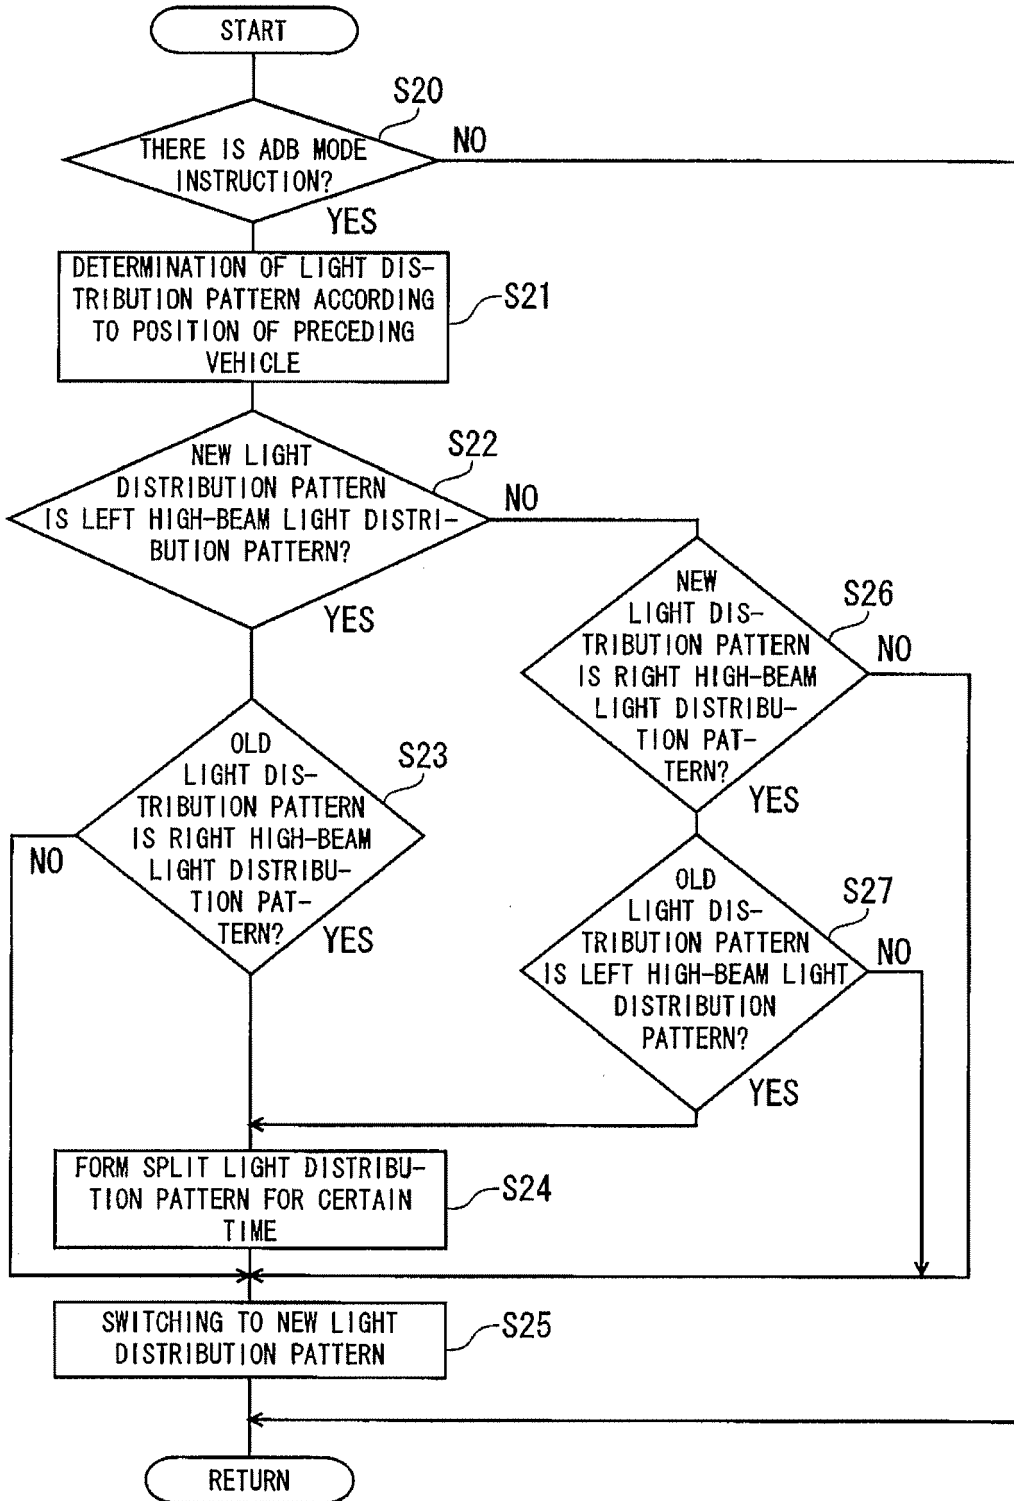 START
S20
THERE IS ADB MODE
INSTRUCTION?
NO
YES
DETERMINATION OF LIGHT DIS-
TRIBUTION PATTERN ACCORDING
TO POSITION OF PRECEDING
VEHICLE
S21
NEW LIGHT
DISTRIBUTION PATTERN
IS LEFT HIGH-BEAM LIGHT DISTRI-
BUTION PATTERN?
S22
NO
YES
NEW
LIGHT DIS-
TRIBUTION PATTERN
IS RIGHT HIGH-BEAM
LIGHT DISTRIBU-
TION PAT-
TERN?
S26
NO
YES
OLD
LIGHT DIS-
TRIBUTION PATTERN
IS RIGHT HIGH-BEAM
LIGHT DISTRIBU-
TION PAT-
TERN?
S23
NO
YES
OLD
LIGHT DIS-
TRIBUTION PATTERN
IS LEFT HIGH-BEAM LIGHT
DISTRIBUTION
PATTERN?
S27
NO
YES
FORM SPLIT LIGHT DISTRIBU-
TION PATTERN FOR CERTAIN
TIME
S24
SWITCHING TO NEW LIGHT
DISTRIBUTION PATTERN
S25
RETURN